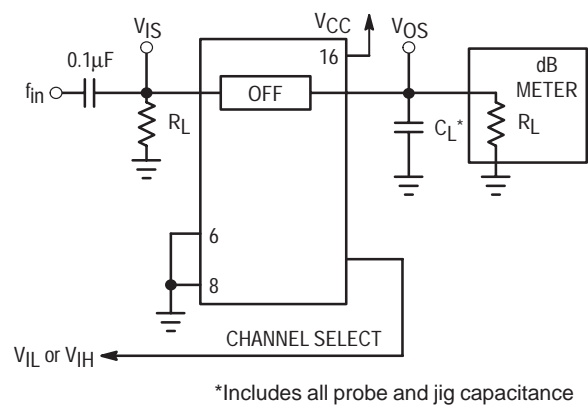 VIS
VCC
VOS
0.1μF
16
dB
METER
fin
OFF
RL
CL*
RL
6
8
CHANNEL SELECT
VIL or VIH
*Includes all probe and jig capacitance